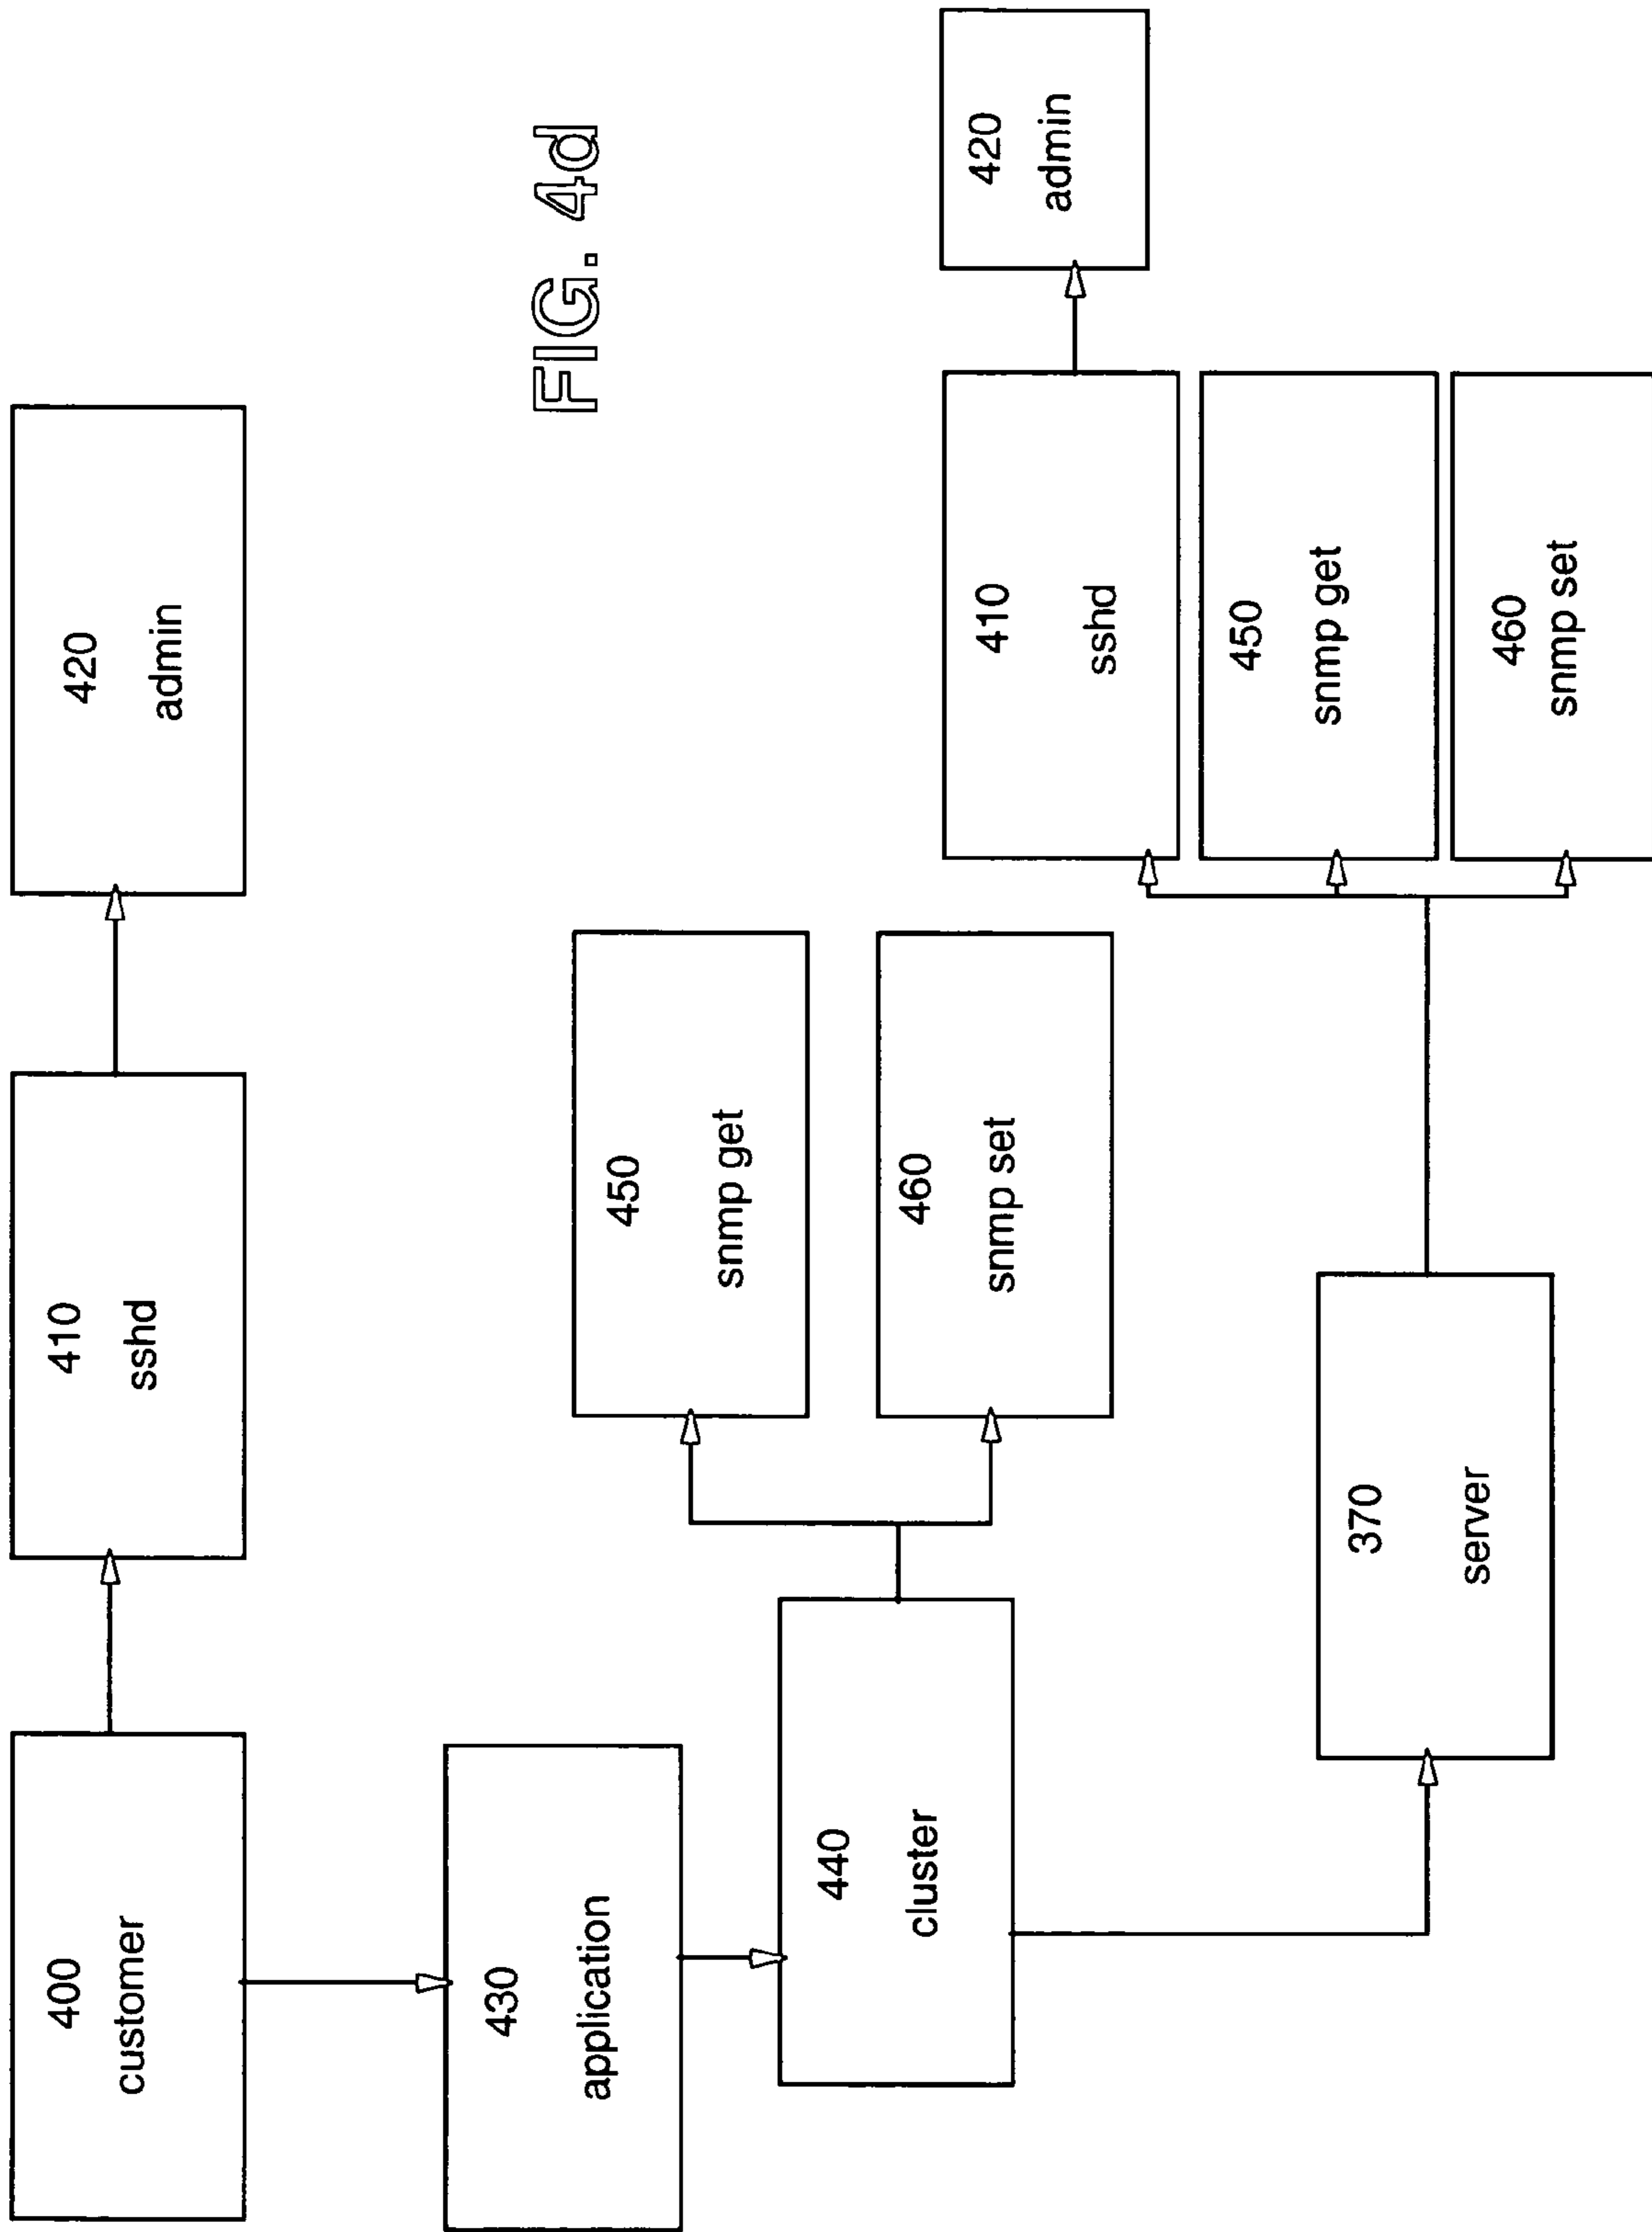 400
customer
410
sshd
420
admin
430
application
FIG. 4d
440
cluster
450
snmp get
460
snmp set
370
server
410
sshd
420
admin
450
snmp get
460
snmp set